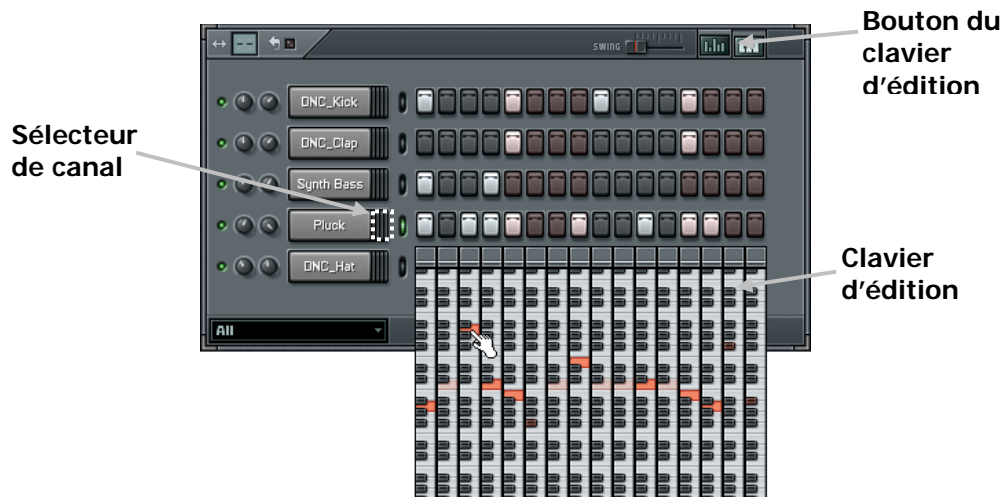 Bouton du
clavier
d'édition
SWING
DNC_Kick
Sélecteur
de canal
DNC_Clap
Synth Bass
Pluck
DNC_Hat
Clavier
d'édition
All